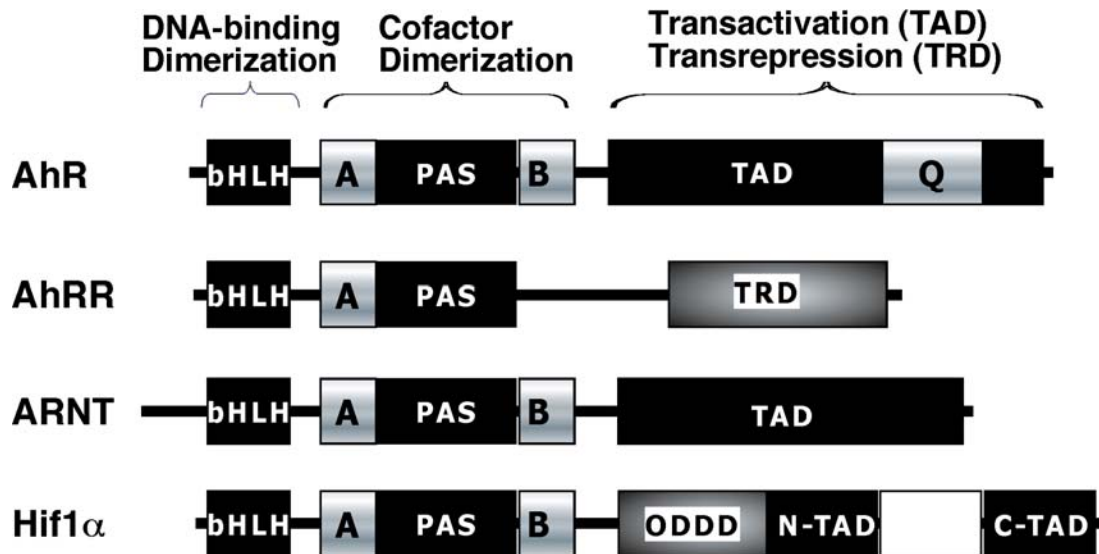 DNA-binding
Dimerization
Cofactor
Dimerization
Transactivation (TAD)
Transrepression (TRD)
AhR bHLH A PAS B TAD Q
AhRR bHLH A PAS TRD
ARNT bHLH A PAS B TAD
Hif1α bHLH A PAS B ODDD N-TAD C-TAD